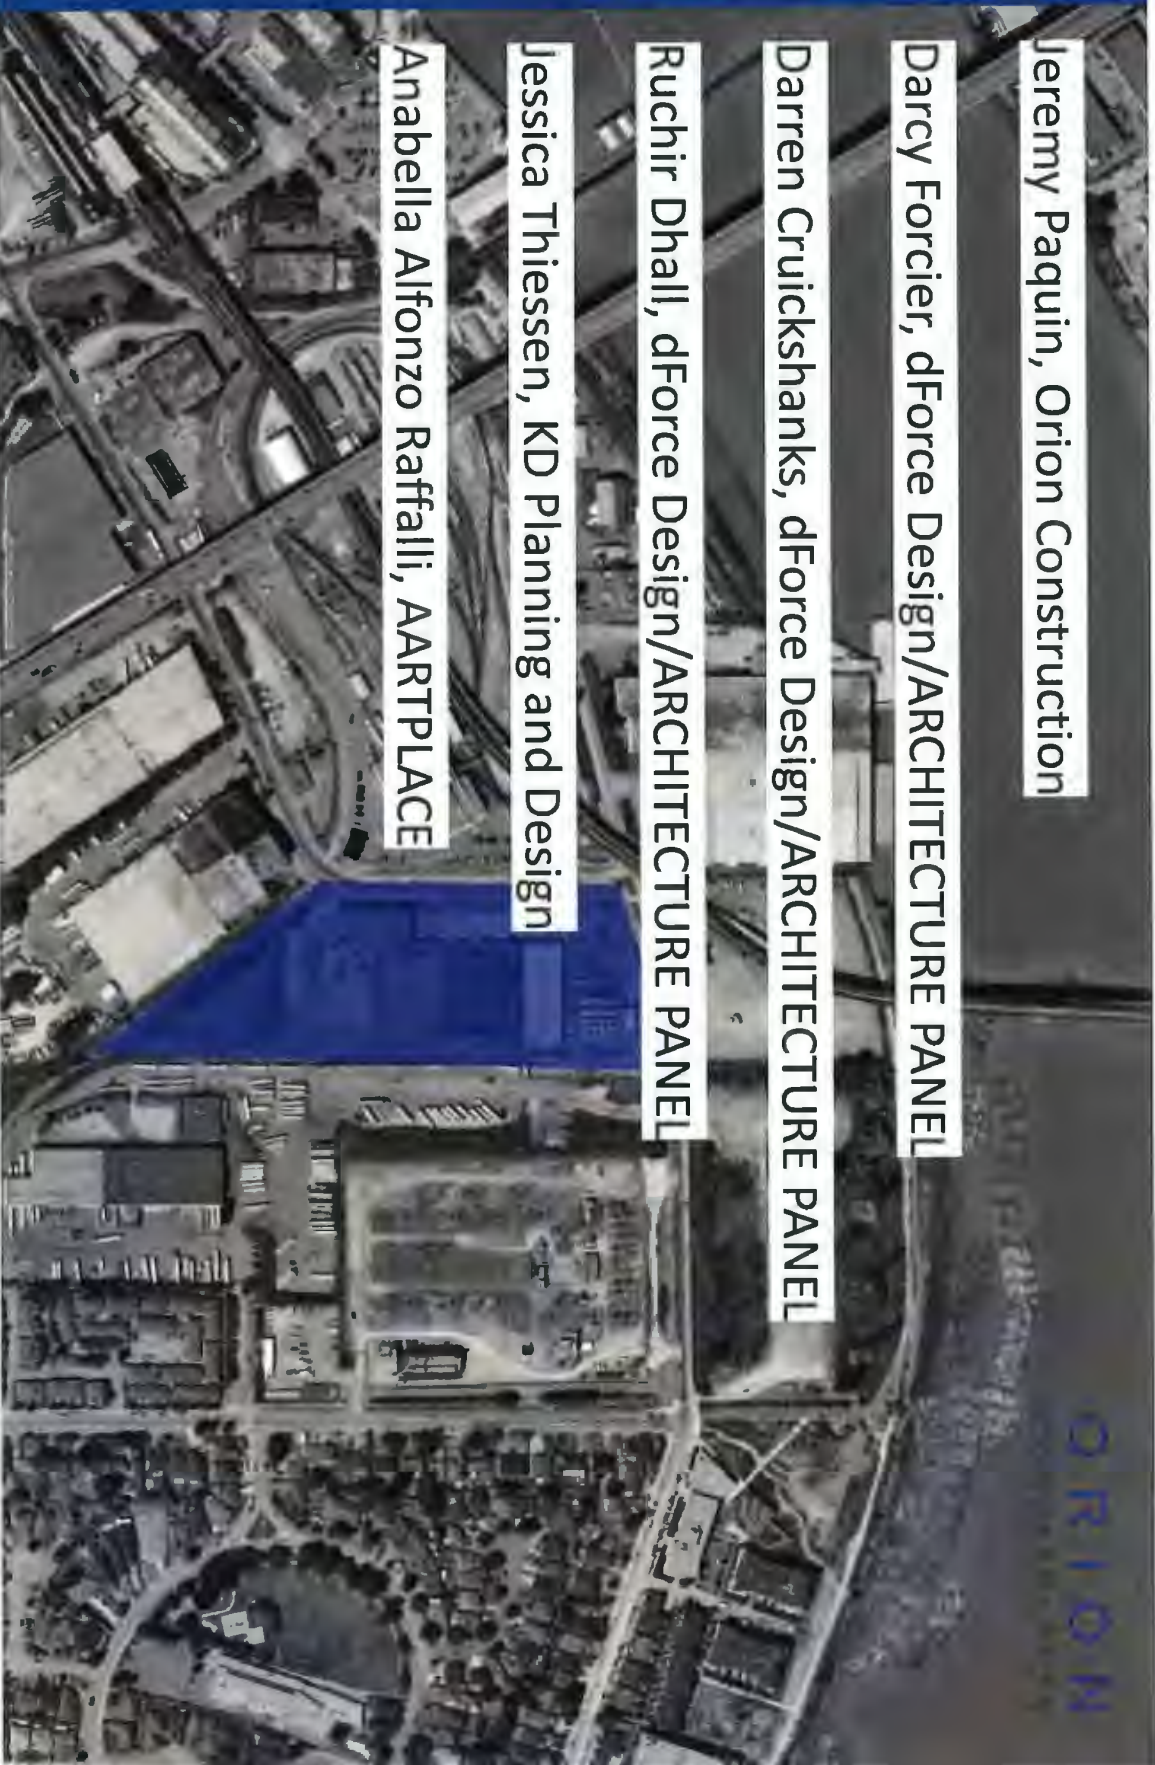 ORION
Jeremy Paquin, Orion Construction
Darcy Forcier, dForce Design/ARCHITECTURE PANEL
Darren Cruickshanks, dForce Design/ARCHITECTURE PANEL
Ruchir Dhall, dForce Design/ARCHITECTURE PANEL
Jessica Thiessen, KD Planning and Design
Anabella Alfonzo Raffalli, AARTPLACE